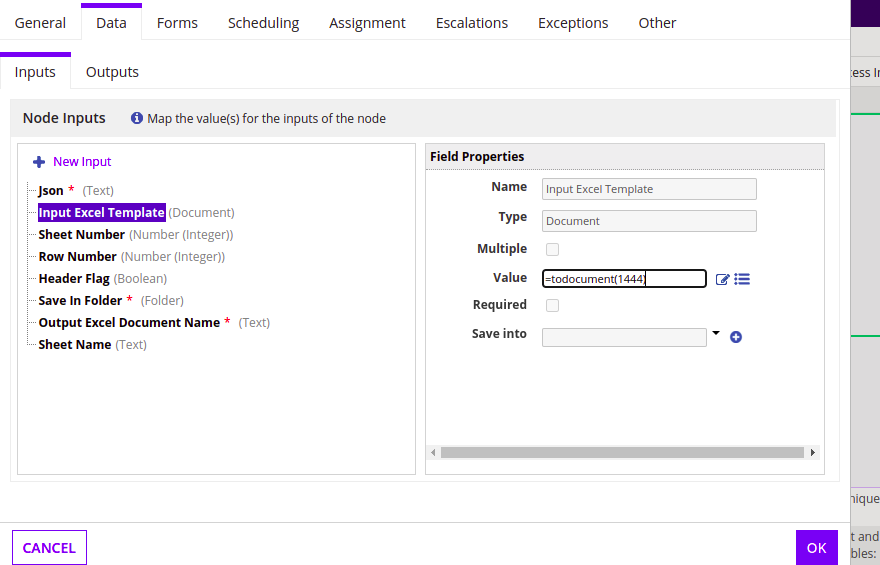 General Data Forms Scheduling Assignment Escalations Exceptions Other
Inputs Outputs
Node Inputs Map the value(s) for the inputs of the node
New Input
Json * (Text)
Input Excel Template (Document)
Sheet Number (Number (Integer))
Row Number (Number (Integer))
Header Flag (Boolean)
Save In Folder * (Folder)
Output Excel Document Name * (Text)
Sheet Name (Text)
Field Properties
Name Input Excel Template
Type Document
Multiple
Value =todocument(1444)
Required
Save into
CANCEL OK
cess In
nique
t and
bles: